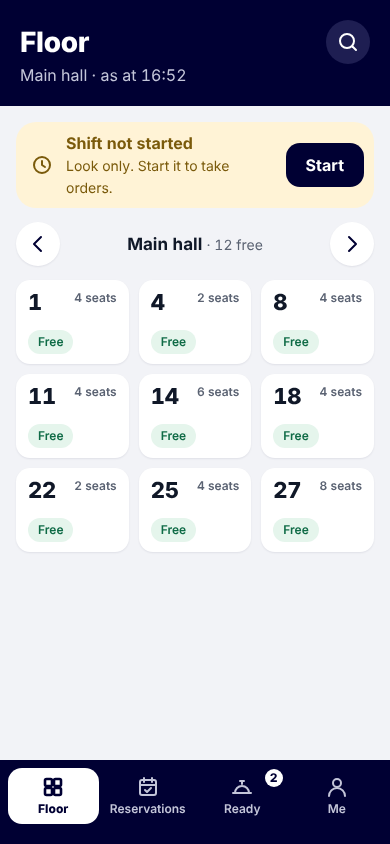 Floor
Main hall · as at 16:52
Shift not started
Look only. Start it to take
orders.
Start
Main hall · 12 free
1 4 seats
Free
4 2 seats
Free
8 4 seats
Free
11 4 seats
Free
14 6 seats
Free
18 4 seats
Free
22 2 seats
Free
25 4 seats
Free
27 8 seats
Free
Floor
Reservations
2
Ready
Me